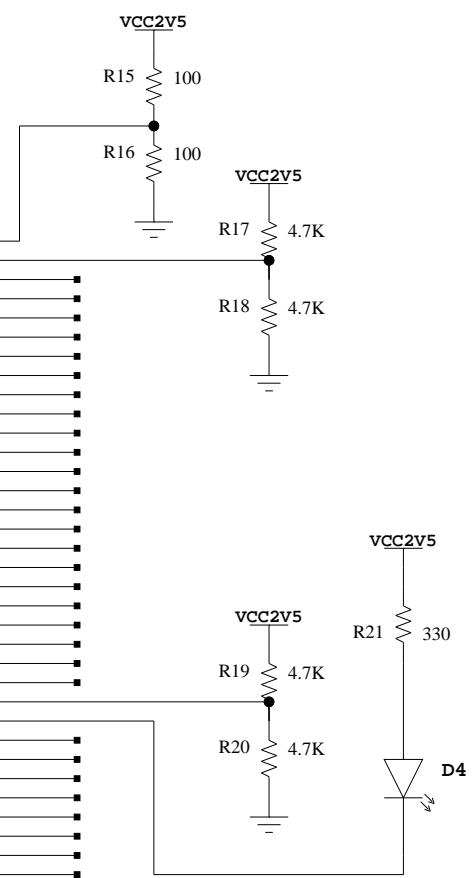 VCC2V5
R15 100
R16 100
VCC2V5
R17 4.7K
R18 4.7K
VCC2V5
VCC2V5
R21 330
R19 4.7K
R20 4.7K
D4